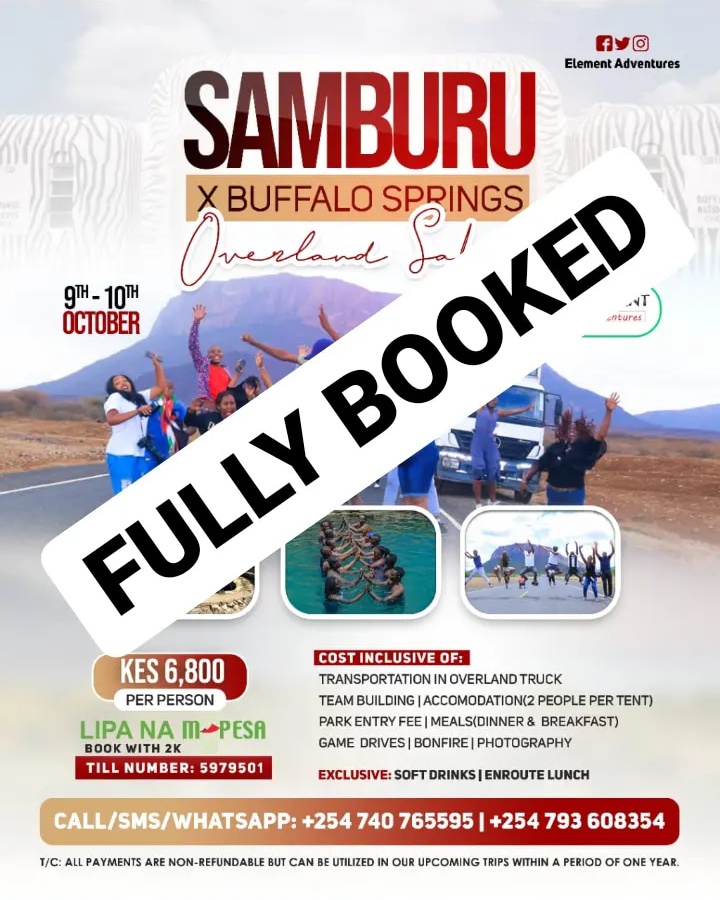 Element Adventures
SAMBURU
X BUFFALO SPRINGS
Overland
9TH - 10TH
OCTOBER
FULLY BOOKED
KES 6,800
PER PERSON
LIPA NA M-PESA
BOOK WITH 2K
TILL NUMBER: 5979501
COST INCLUSIVE OF:
TRANSPORTATION IN OVERLAND TRUCK
TEAM BUILDING | ACCOMODATION(2 PEOPLE PER TENT)
PARK ENTRY FEE | MEALS(DINNER & BREAKFAST)
GAME DRIVES | BONFIRE | PHOTOGRAPHY
EXCLUSIVE: SOFT DRINKS | ENROUTE LUNCH
CALL/SMS/WHATSAPP: +254 740 765595 | +254 793 608354
T/C: ALL PAYMENTS ARE NON-REFUNDABLE BUT CAN BE UTILIZED IN OUR UPCOMING TRIPS WITHIN A PERIOD OF ONE YEAR.